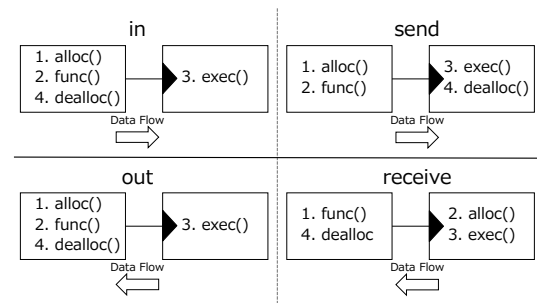 in
1. alloc()
2. func()
4. dealloc()
3. exec()
Data Flow
send
1. alloc()
2. func()
3. exec()
4. dealloc()
Data Flow
out
1. alloc()
2. func()
4. dealloc()
3. exec()
Data Flow
receive
1. func()
4. dealloc
2. alloc()
3. exec()
Data Flow